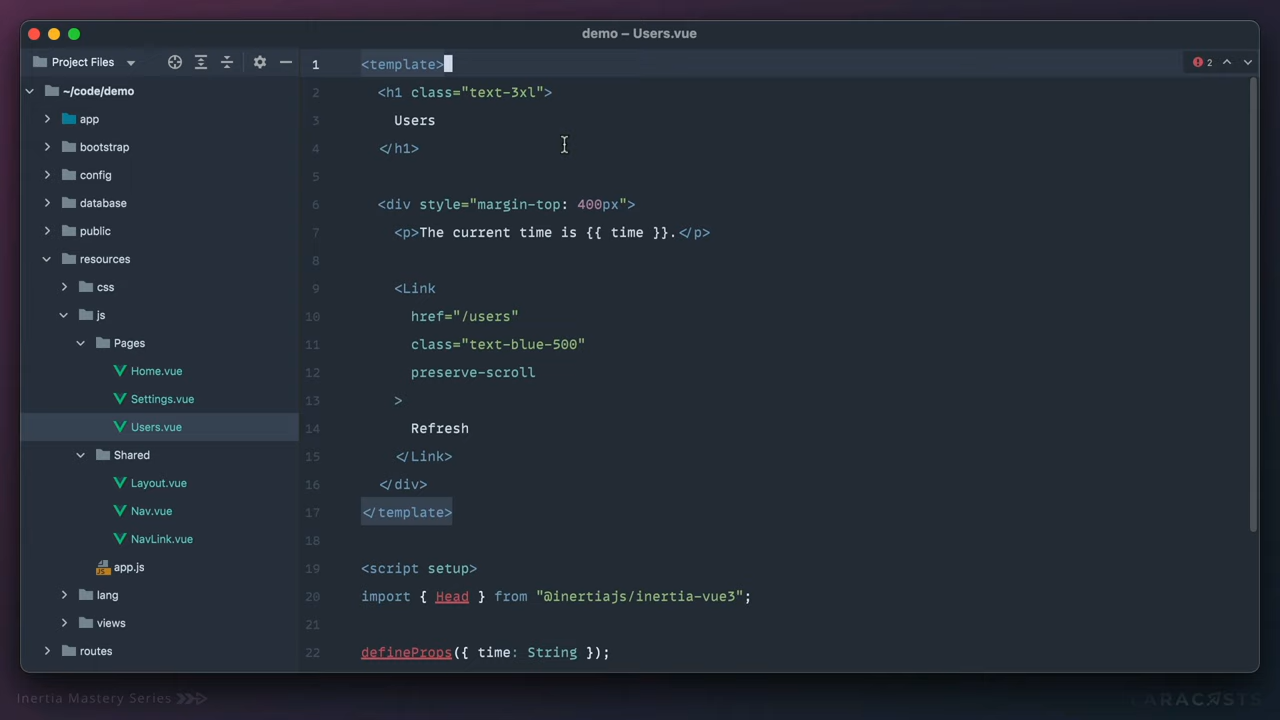 demo – Users.vue
Project Files
~/code/demo
app
bootstrap
config
database
public
resources
css
js
Pages
Home.vue
Settings.vue
Users.vue
Shared
Layout.vue
Nav.vue
NavLink.vue
JS
app.js
lang
views
routes
2
1 <template>
2 <h1 class="text-3xl">
3 Users
4 </h1>
5
6 <div style="margin-top: 400px">
7 <p>The current time is {{ time }}.</p>
8
9 <Link
10 href="/users"
11 class="text-blue-500"
12 preserve-scroll
13 >
14 Refresh
15 </Link>
16 </div>
17 </template>
18
19 <script setup>
20 import { Head } from "@inertiajs/inertia-vue3";
21
22 defineProps({ time: String });
Inertia Mastery Series
LARACASTS